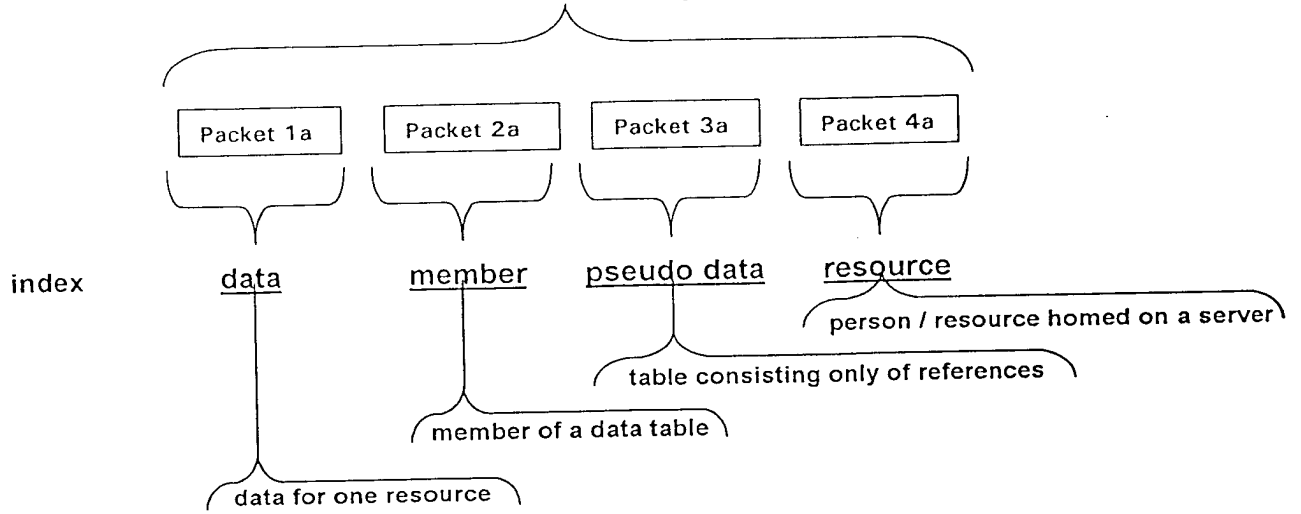 Packet 1a Packet 2a Packet 3a Packet 4a
index data member pseudo data resource
person / resource homed on a server
table consisting only of references
member of a data table
data for one resource